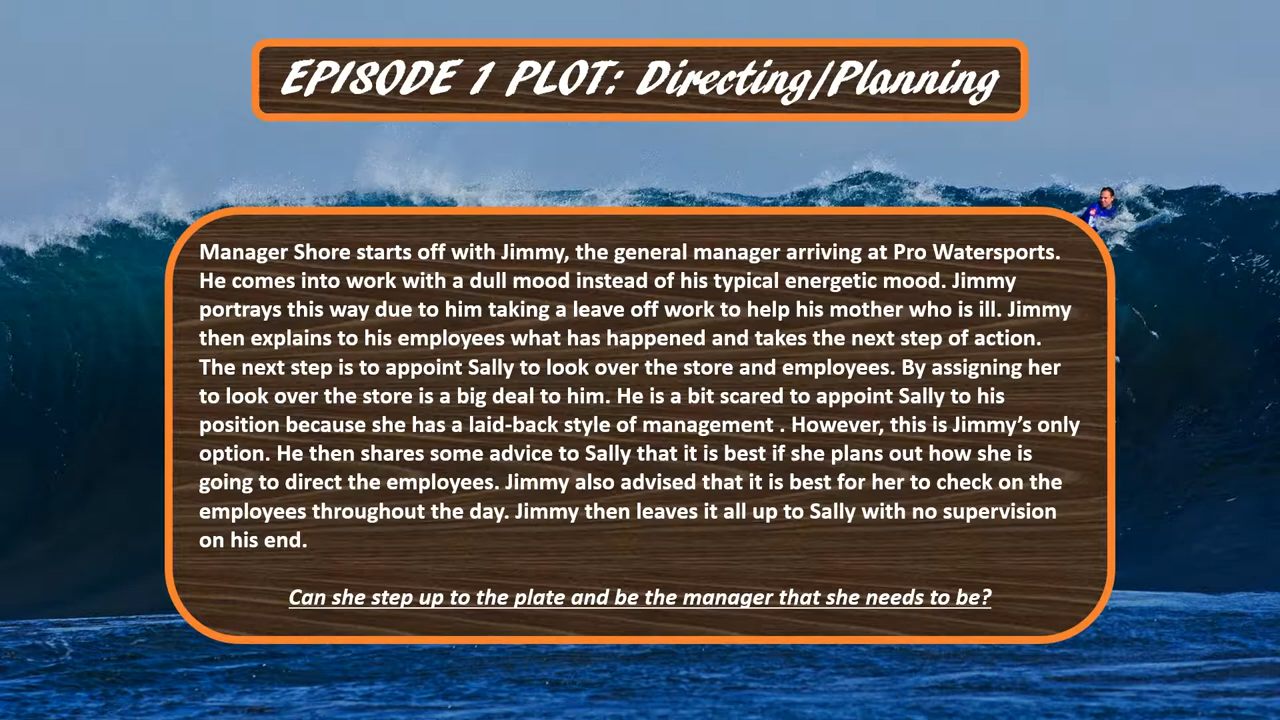 EPISODE 1 PLOT: Directing/Planning
Manager Shore starts off with Jimmy, the general manager arriving at Pro Watersports.
He comes into work with a dull mood instead of his typical energetic mood. Jimmy
portrays this way due to him taking a leave off work to help his mother who is ill. Jimmy
then explains to his employees what has happened and takes the next step of action.
The next step is to appoint Sally to look over the store and employees. By assigning her
to look over the store is a big deal to him. He is a bit scared to appoint Sally to his
position because she has a laid-back style of management . However, this is Jimmy’s only
option. He then shares some advice to Sally that it is best if she plans out how she is
going to direct the employees. Jimmy also advised that it is best for her to check on the
employees throughout the day. Jimmy then leaves it all up to Sally with no supervision
on his end.
Can she step up to the plate and be the manager that she needs to be?